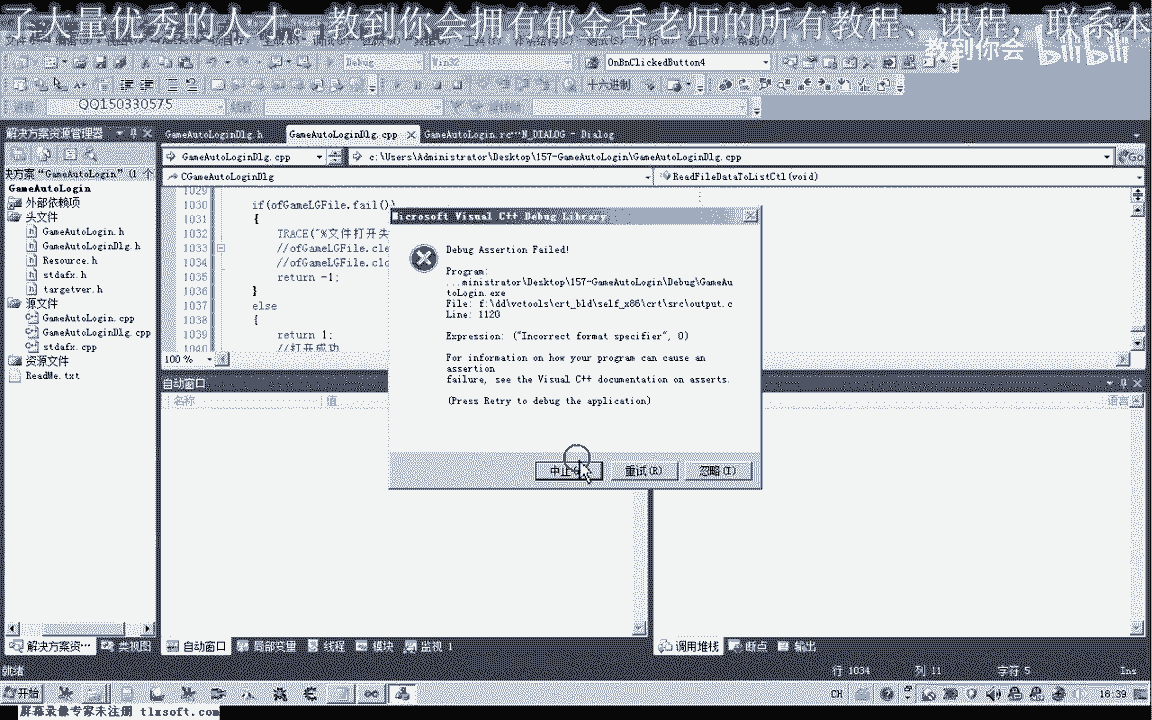 了大量优秀的人才。教到你会拥有郁金香老师的所有教程、课程，联系本
教到你会 bilibili
Debug
Win32
OnBnClickedButton4
十六进制
QQ150330575
解决方案资源管理器
GameAutoLoginDlg.h
GameAutoLoginDlg.cpp
GameAutoLogin.rc**N_DIALOG - Dialog
GameAutoLoginDlg.cpp
c:\Users\Administrator\Desktop\157-GameAutoLogin\GameAutoLoginDlg.cpp
Go
CGameAutoLoginDlg
ReadFileDataToListCtl(void)
决方案"GameAutoLogin"(1 个
GameAutoLogin
外部依赖项
头文件
GameAutoLogin.h
GameAutoLoginDlg.h
Resource.h
stdafx.h
targetver.h
源文件
GameAutoLogin.cpp
GameAutoLoginDlg.cpp
stdafx.cpp
资源文件
ReadMe.txt
1029
1030 if(ofGameLGFile.fail())
1031 {
1032 TRACE("%文件打开失
1033 //ofGameLGFile.cle
1034 //ofGameLGFile.clo
1035 return -1;
1036 }
1037 else
1038 {
1039 return 1;
1040 //打开成功
100 %
Microsoft Visual C++ Debug Library
Debug Assertion Failed!
Program:
...ministrator\Desktop\157-GameAutoLogin\Debug\GameAu
toLogin.exe
File: f:\dd\vctools\crt_bld\self_x86\crt\src\output.c
Line: 1120
Expression: ("Incorrect format specifier", 0)
For information on how your program can cause an
assertion
failure, see the Visual C++ documentation on asserts.
(Press Retry to debug the application)
中止
重试(R)
忽略(I)
自动窗口
名称
值
语言
解决方案资…
类视图
自动窗口
局部变量
线程
模块
监视 1
调用堆栈
断点
输出
就绪
行 1034
列 11
字符 5
Ins
开始
CH
18:39
屏幕录像专家未注册 tlxsoft.com